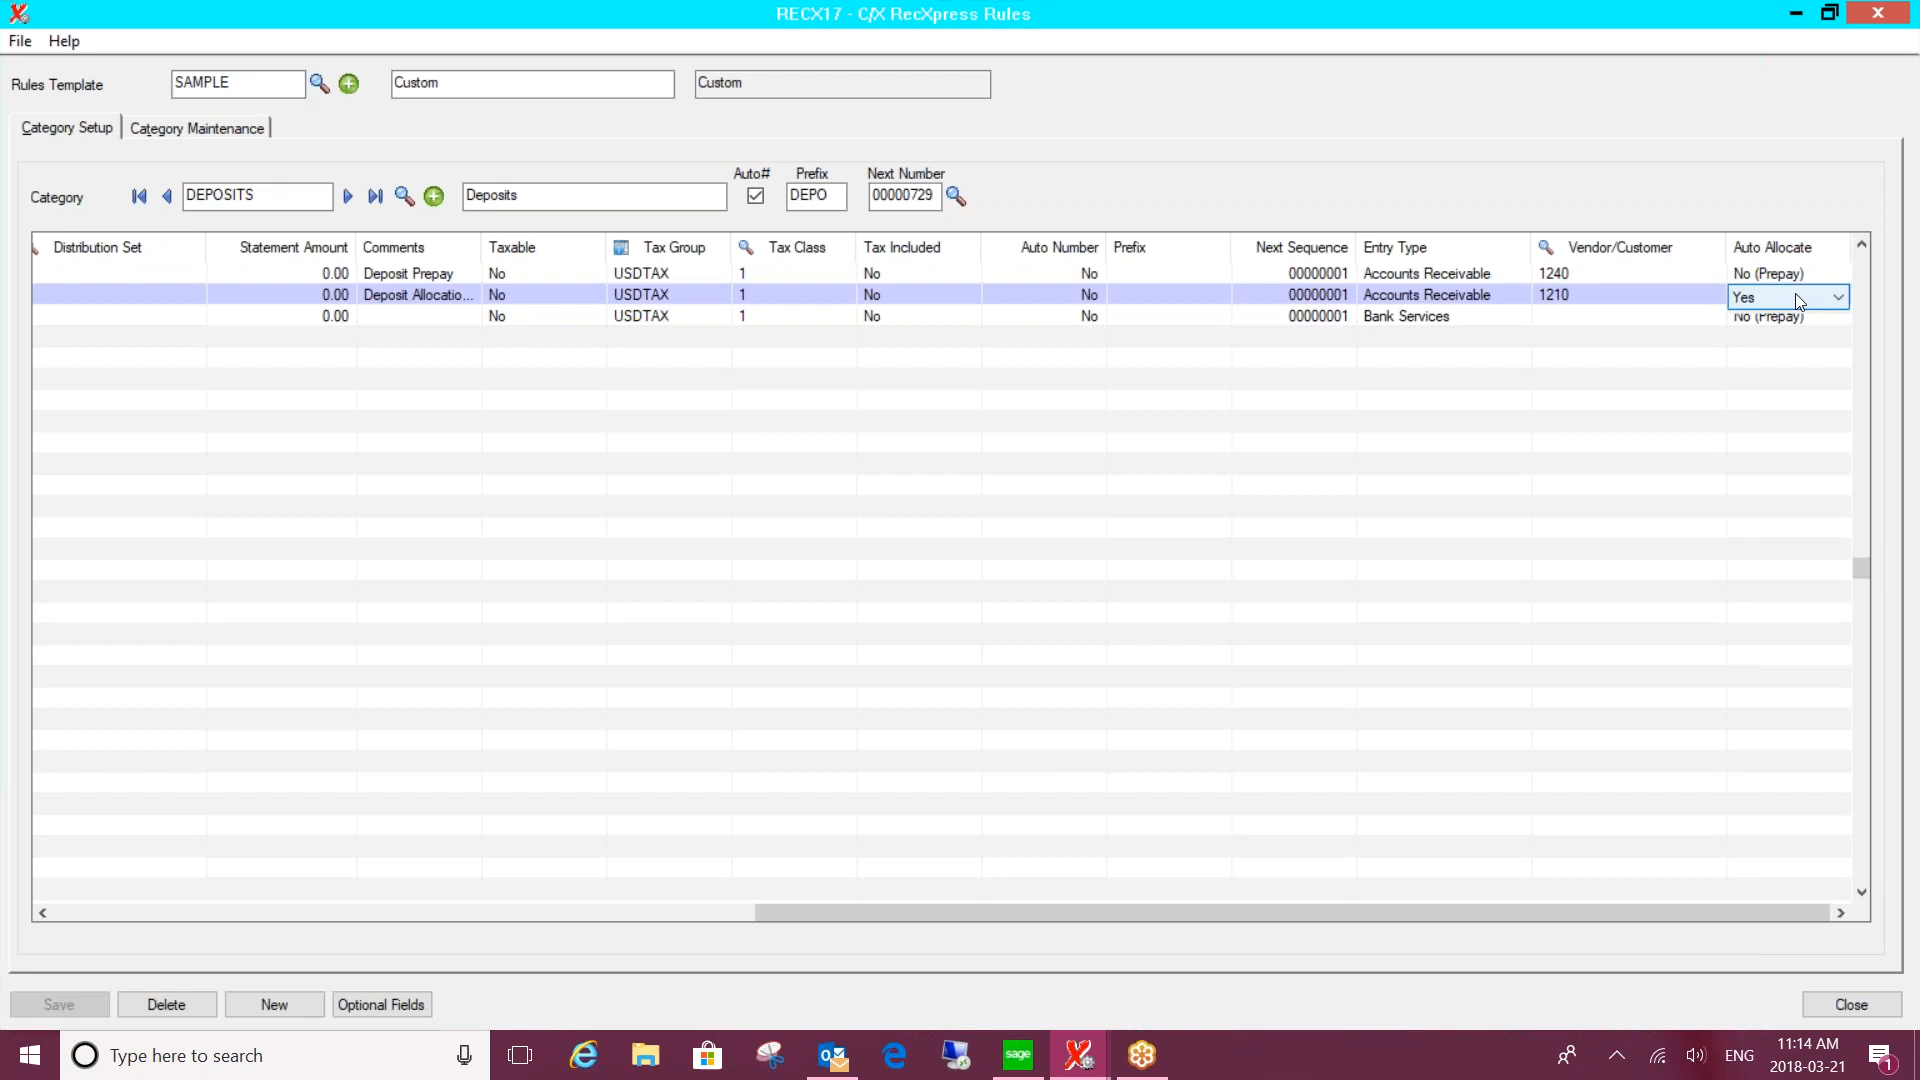 RECX17 - C/X RecXpress Rules
File Help
Rules Template SAMPLE Custom Custom
Category Setup Category Maintenance
Auto# Prefix Next Number
Category DEPOSITS Deposits DEPO 00000729
Distribution Set Statement Amount Comments Taxable Tax Group Tax Class Tax Included Auto Number Prefix Next Sequence Entry Type Vendor/Customer Auto Allocate
0.00 Deposit Prepay No USDTAX 1 No No 00000001 Accounts Receivable 1240 No (Prepay)
0.00 Deposit Allocatio... No USDTAX 1 No No 00000001 Accounts Receivable 1210 Yes
0.00 No USDTAX 1 No No 00000001 Bank Services No (Prepay)
Save Delete New Optional Fields Close
Type here to search sage ENG 11:14 AM
2018-03-21 1